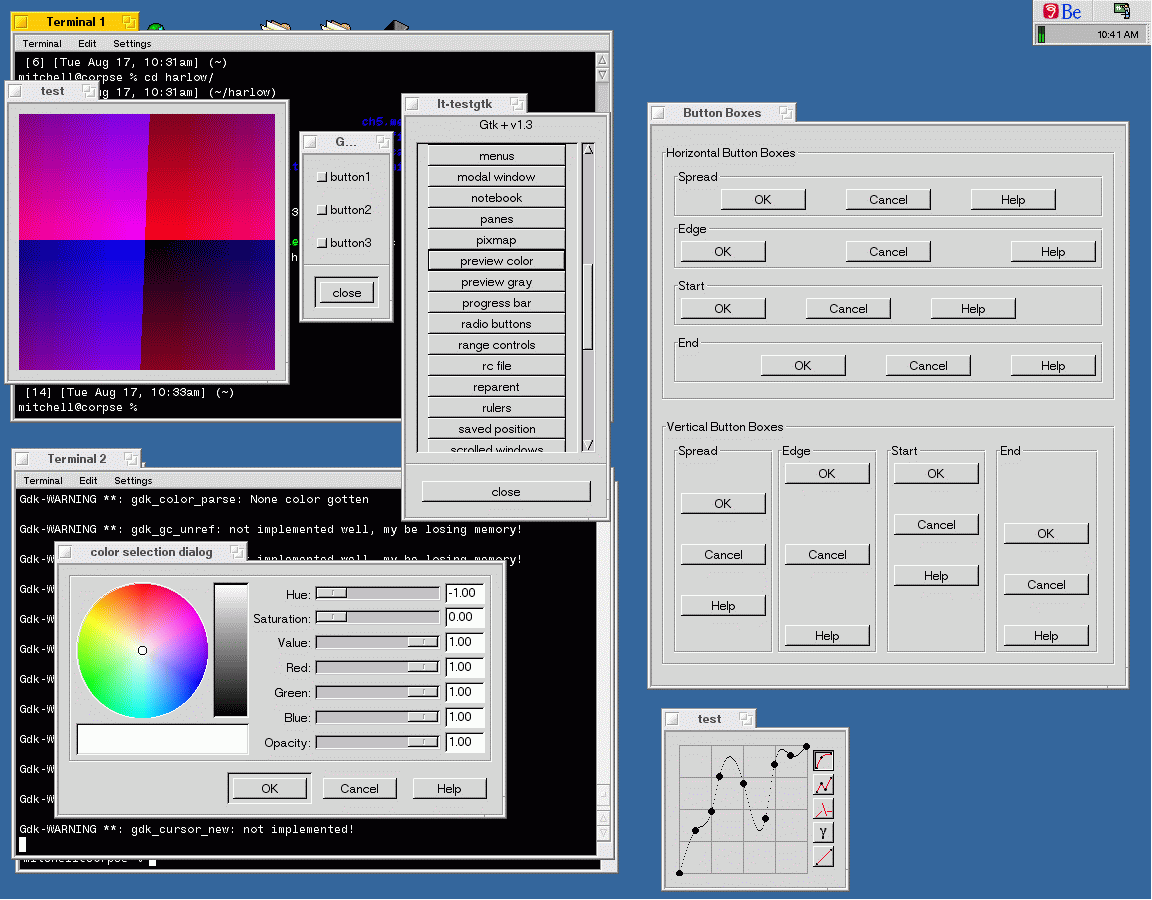 Terminal 1
Terminal Edit Settings
[6] [Tue Aug 17, 10:31am] (~)
mitchell@corpse % cd harlow/
Aug 17, 10:31am] (~/harlow)
[14] [Tue Aug 17, 10:33am] (~)
mitchell@corpse %
test
G...
button1
button2
button3
close
lt-testgtk
Gtk+v1.3
menus
modal window
notebook
panes
pixmap
preview color
preview gray
progress bar
radio buttons
range controls
rc file
reparent
rulers
saved position
scrolled windows
close
Be
10:41 AM
Button Boxes
Horizontal Button Boxes
Spread
OK Cancel Help
Edge
OK Cancel Help
Start
OK Cancel Help
End
OK Cancel Help
Vertical Button Boxes
Spread
OK
Cancel
Help
Edge
OK
Cancel
Help
Start
OK
Cancel
Help
End
OK
Cancel
Help
Terminal 2
Terminal Edit Settings
Gdk-WARNING **: gdk_color_parse: None color gotten
Gdk-WARNING **: gdk_gc_unref: not implemented well, my be losing memory!
not implemented well, my be losing memory!
Gdk-W
Gdk-W
Gdk-W
Gdk-W
Gdk-W
Gdk-W
Gdk-W
Gdk-W
Gdk-WARNING **: gdk_cursor_new: not implemented!
mitchell@corpse %
color selection dialog
Hue: -1.00
Saturation: 0.00
Value: 1.00
Red: 1.00
Green: 1.00
Blue: 1.00
Opacity: 1.00
OK Cancel Help
test
γ